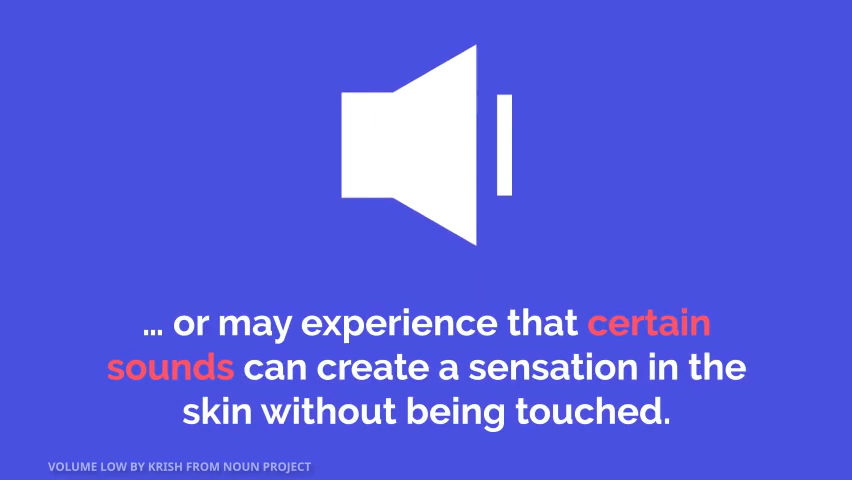 ... or may experience that certain
sounds can create a sensation in the
skin without being touched.
VOLUME LOW BY KRISH FROM NOUN PROJECT